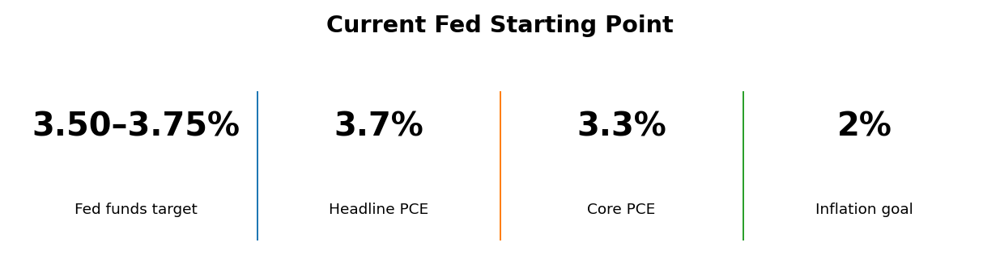 Current Fed Starting Point
3.50–3.75%
3.7%
3.3%
2%
Fed funds target
Headline PCE
Core PCE
Inflation goal